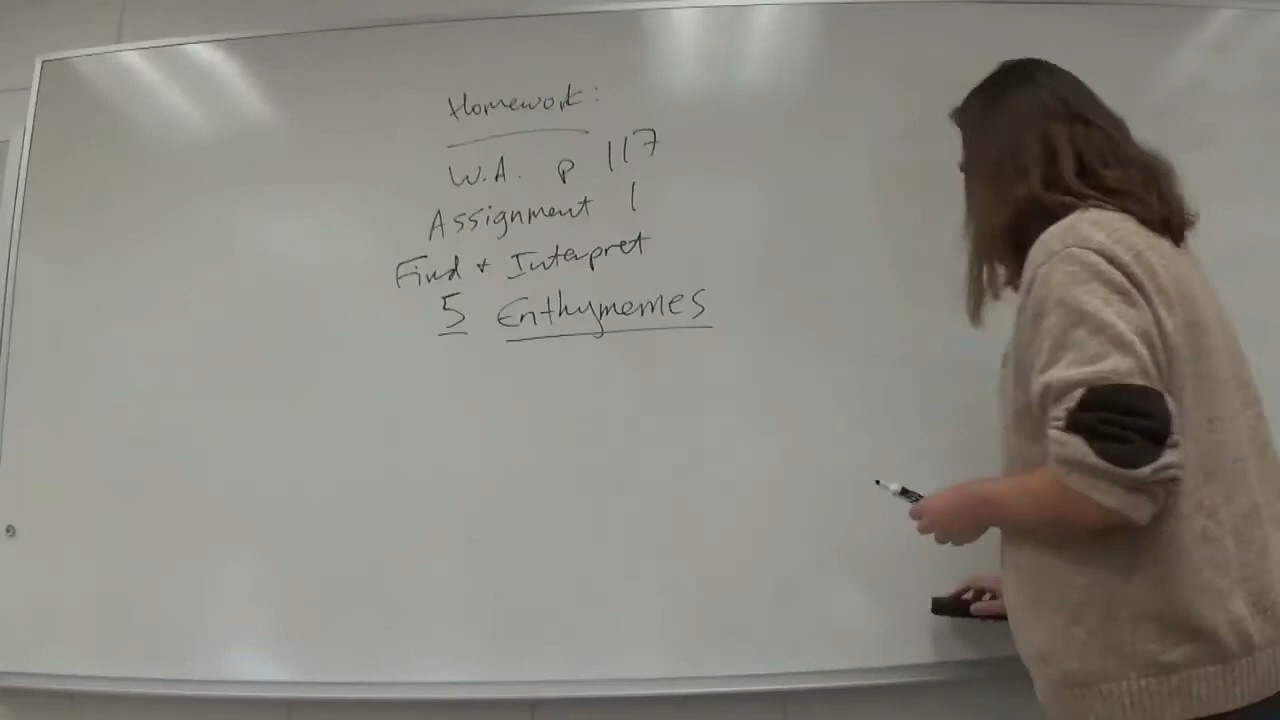 Homework:
W.A. p 117
Assignment 1
Find + Interpret
5 Enthymemes